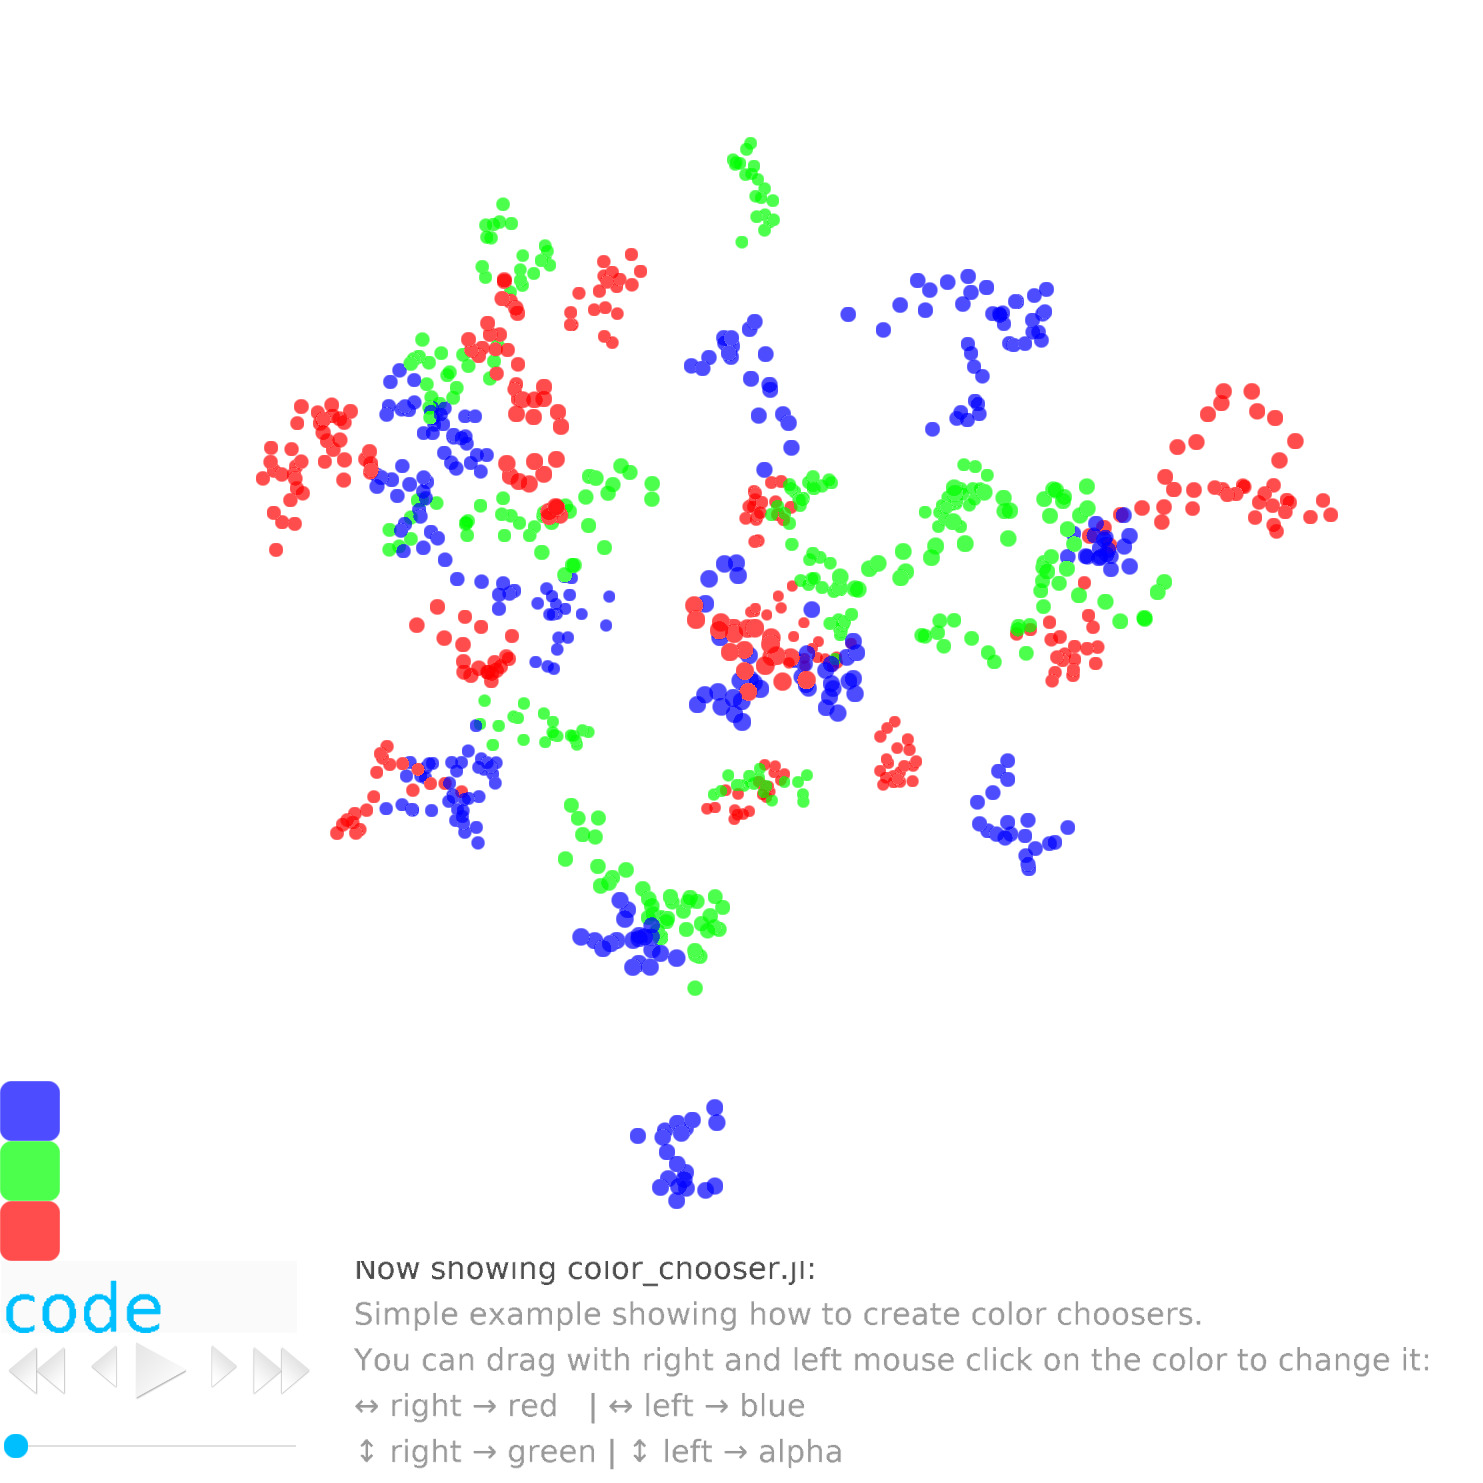 Now showing color_chooser.jl:
code
Simple example showing how to create color choosers.
You can drag with right and left mouse click on the color to change it:
↔ right → red | ↔ left → blue
↕ right → green | ↕ left → alpha